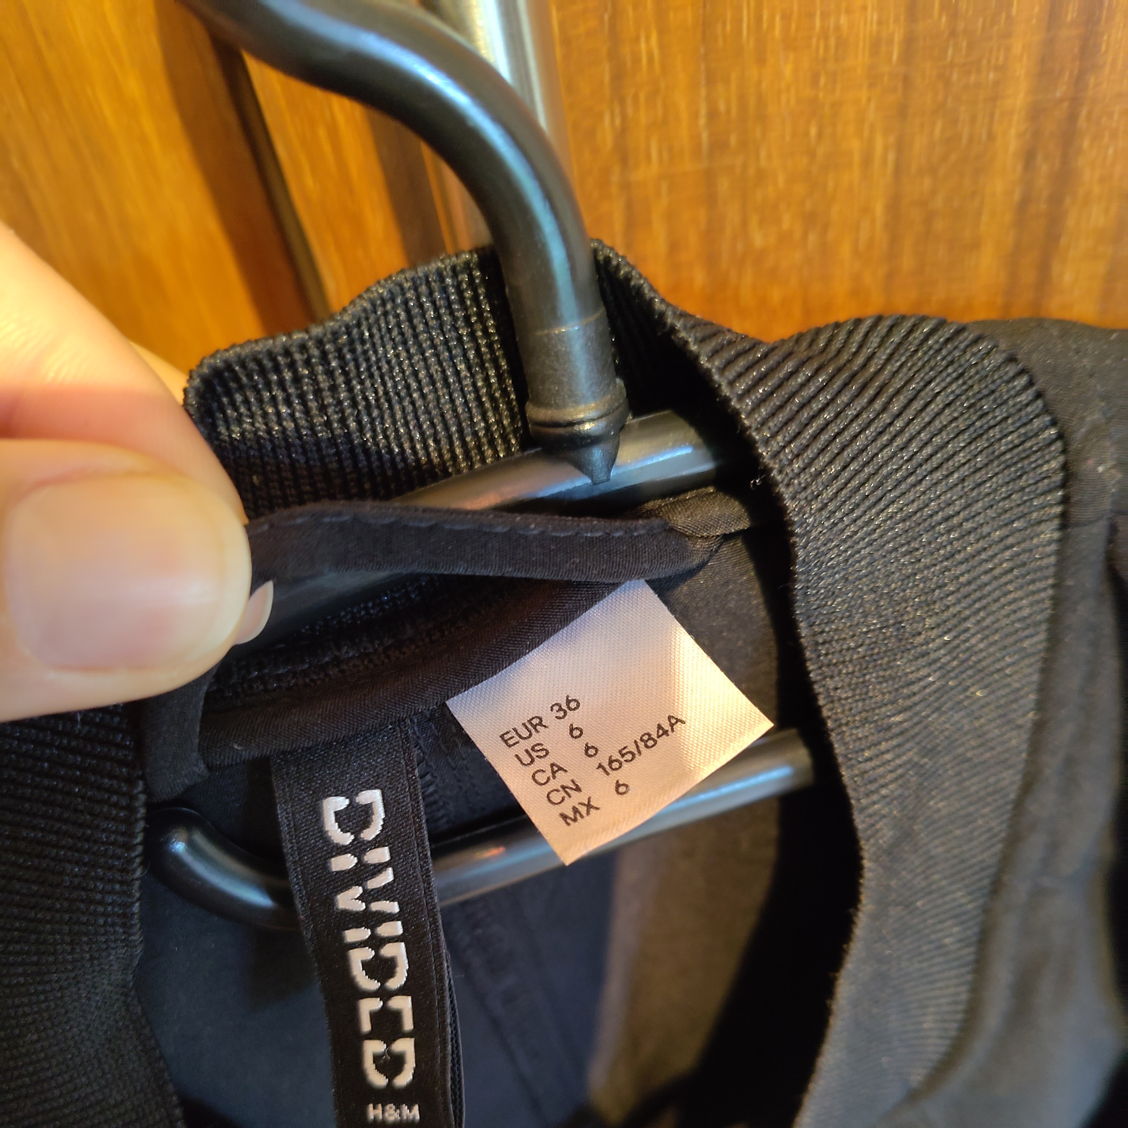 EUR 36
US 6
CA 6
CN 165/84A
MX 6
DIVIDED
H&M